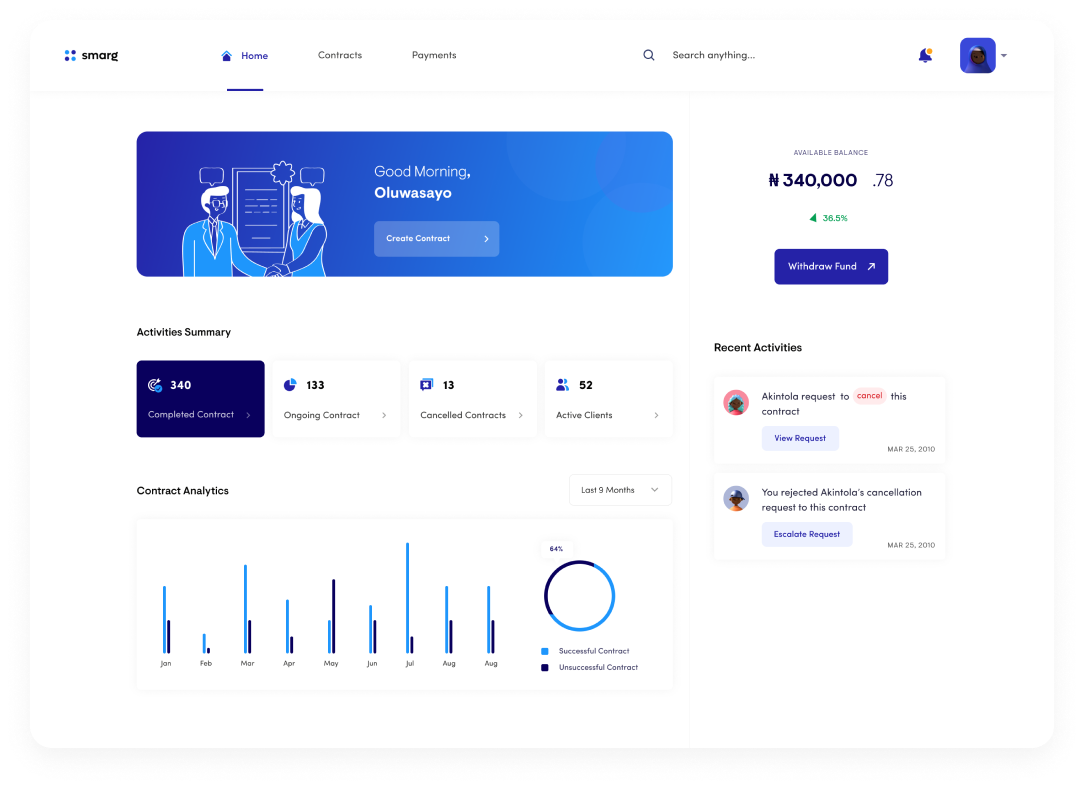 smarg
Home
Contracts
Payments
Search anything...
Good Morning,
Oluwasayo
Create Contract
AVAILABLE BALANCE
₦ 340,000 .78
36.5%
Withdraw Fund
Activities Summary
340
Completed Contract
133
Ongoing Contract
13
Cancelled Contracts
52
Active Clients
Recent Activities
Akintola request to cancel this
contract
View Request
MAR 25, 2010
You rejected Akintola's cancellation
request to this contract
Escalate Request
MAR 25, 2010
Contract Analytics
Last 9 Months
64%
Jan Feb Mar Apr May Jun Jul Aug Aug
Successful Contract
Unsuccessful Contract